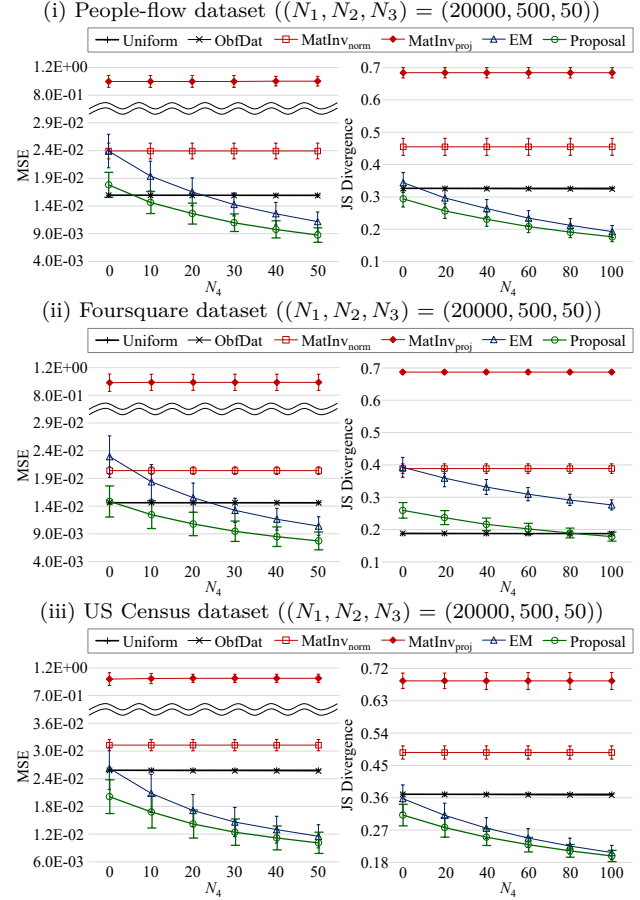 (i) People-flow dataset ((N₁, N₂, N₃) = (20000, 500, 50))
Uniform ObfDat MatInv_norm MatInv_proj EM Proposal
1.2E+00
8.0E-01
2.9E-02
2.4E-02
1.9E-02
1.4E-02
9.0E-03
4.0E-03
MSE
0 10 20 30 40 50
N₄
0.7
0.6
0.5
0.4
0.3
0.2
0.1
JS Divergence
0 20 40 60 80 100
N₄
(ii) Foursquare dataset ((N₁, N₂, N₃) = (20000, 500, 50))
Uniform ObfDat MatInv_norm MatInv_proj EM Proposal
1.2E+00
8.0E-01
2.9E-02
2.4E-02
1.9E-02
1.4E-02
9.0E-03
4.0E-03
MSE
0 10 20 30 40 50
N₄
0.7
0.6
0.5
0.4
0.3
0.2
0.1
JS Divergence
0 20 40 60 80 100
N₄
(iii) US Census dataset ((N₁, N₂, N₃) = (20000, 500, 50))
Uniform ObfDat MatInv_norm MatInv_proj EM Proposal
1.2E+00
7.0E-01
3.6E-02
3.0E-02
2.4E-02
1.8E-02
1.2E-02
6.0E-03
MSE
0 10 20 30 40 50
N₄
0.72
0.63
0.54
0.45
0.36
0.27
0.18
JS Divergence
0 20 40 60 80 100
N₄